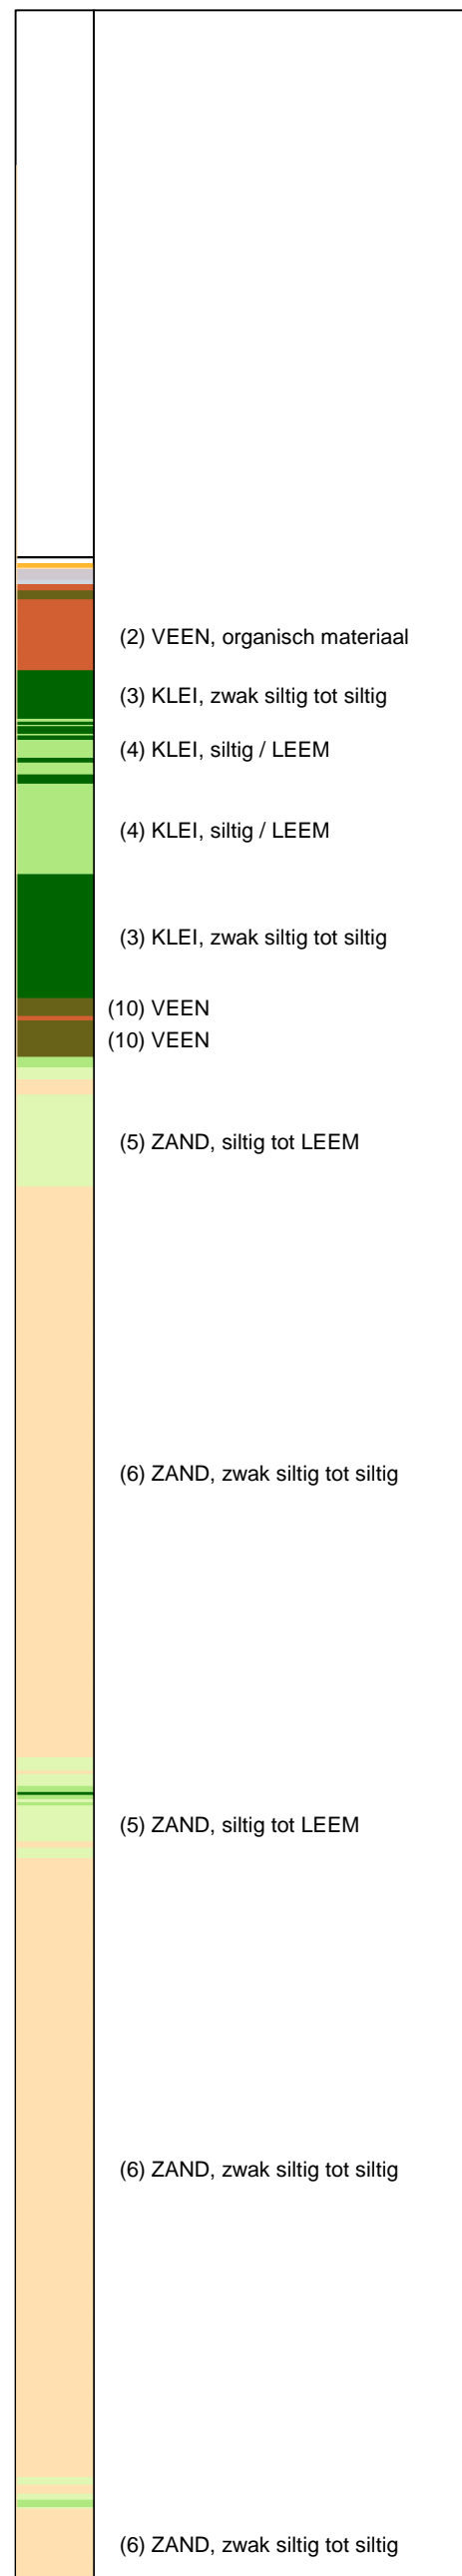 (2) VEEN, organisch materiaal
(3) KLEI, zwak siltig tot siltig
(4) KLEI, siltig / LEEM
(4) KLEI, siltig / LEEM
(3) KLEI, zwak siltig tot siltig
(10) VEEN
(10) VEEN
(5) ZAND, siltig tot LEEM
(6) ZAND, zwak siltig tot siltig
(5) ZAND, siltig tot LEEM
(6) ZAND, zwak siltig tot siltig
(6) ZAND, zwak siltig tot siltig